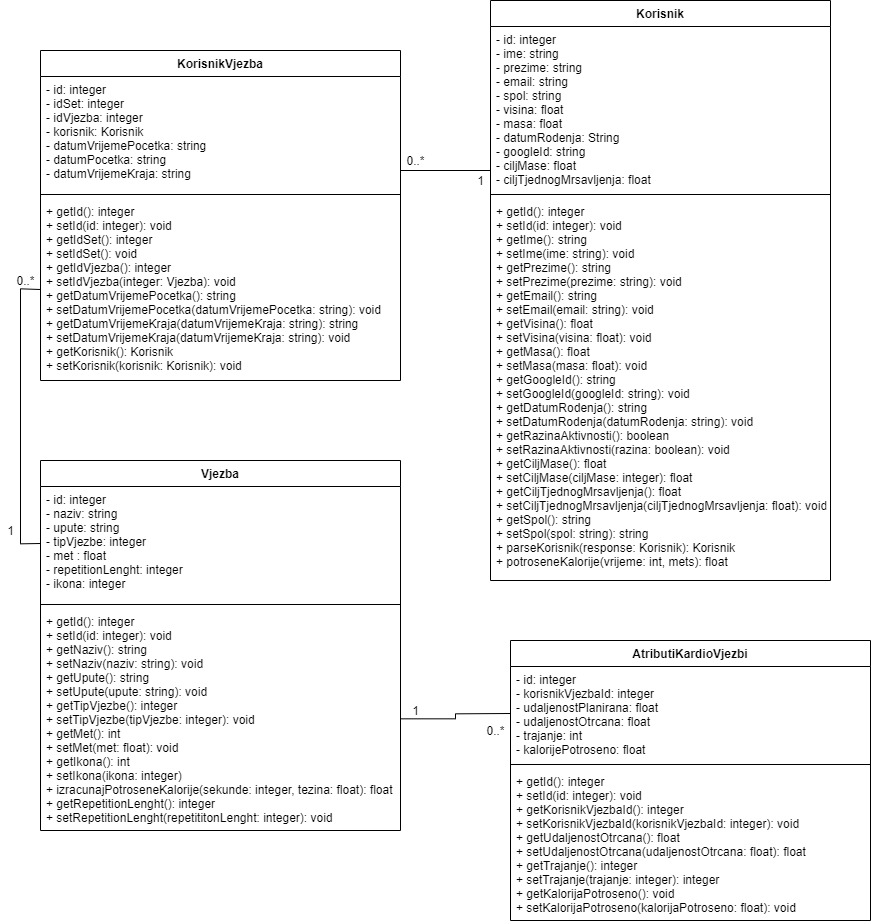 Korisnik
- id: integer
- ime: string
- prezime: string
- email: string
- spol: string
- visina: float
- masa: float
- datumRodenja: String
- googleId: string
- ciljMase: float
- ciljTjednogMrsavljenja: float
+ getId(): integer
+ setId(id: integer): void
+ getIme(): string
+ setIme(ime: string): void
+ getPrezime(): string
+ setPrezime(prezime: string): void
+ getEmail(): string
+ setEmail(email: string): void
+ getVisina(): float
+ setVisina(visina: float): void
+ getMasa(): float
+ setMasa(masa: float): void
+ getGoogleId(): string
+ setGoogleId(googleId: string): void
+ getDatumRodenja(): string
+ setDatumRodenja(datumRodenja: string): void
+ getRazinaAktivnosti(): boolean
+ setRazinaAktivnosti(razina: boolean): void
+ getCiljMase(): float
+ setCiljMase(ciljMase: integer): float
+ getCiljTjednogMrsavljenja(): float
+ setCiljTjednogMrsavljenja(ciljTjednogMrsavljenja: float): void
+ getSpol(): string
+ setSpol(spol: string): string
+ parseKorisnik(response: Korisnik): Korisnik
+ potroseneKalorije(vrijeme: int, mets): float
KorisnikVjezba
- id: integer
- idSet: integer
- idVjezba: integer
- korisnik: Korisnik
- datumVrijemePocetka: string
- datumPocetka: string
- datumVrijemeKraja: string
+ getId(): integer
+ setId(id: integer): void
+ getIdSet(): integer
+ setIdSet(): void
+ getIdVjezba(): integer
+ setIdVjezba(integer: Vjezba): void
+ getDatumVrijemePocetka(): string
+ setDatumVrijemePocetka(datumVrijemePocetka: string): void
+ getDatumVrijemeKraja(datumVrijemeKraja: string): string
+ setDatumVrijemeKraja(datumVrijemeKraja: string): void
+ getKorisnik(): Korisnik
+ setKorisnik(korisnik: Korisnik): void
0..*
1
0..*
1
Vjezba
- id: integer
- naziv: string
- upute: string
- tipVjezbe: integer
- met : float
- repetitionLenght: integer
- ikona: integer
+ getId(): integer
+ setId(id: integer): void
+ getNaziv(): string
+ setNaziv(naziv: string): void
+ getUpute(): string
+ setUpute(upute: string): void
+ getTipVjezbe(): integer
+ setTipVjezbe(tipVjezbe: integer): void
+ getMet(): int
+ setMet(met: float): void
+ getIkona(): int
+ setIkona(ikona: integer)
+ izracunajPotroseneKalorije(sekunde: integer, tezina: float): float
+ getRepetitionLenght(): integer
+ setRepetitionLenght(repetititonLenght: integer): void
1
0..*
AtributiKardioVjezbi
- id: integer
- korisnikVjezbaId: integer
- udaljenostPlanirana: float
- udaljenostOtrcana: float
- trajanje: int
- kalorijePotroseno: float
+ getId(): integer
+ setId(id: integer): void
+ getKorisnikVjezbaId(): integer
+ setKorisnikVjezbaId(korisnikVjezbaId: integer): void
+ getUdaljenostOtrcana(): float
+ setUdaljenostOtrcana(udaljenostOtrcana: float): float
+ getTrajanje(): integer
+ setTrajanje(trajanje: integer): integer
+ getKalorijaPotroseno(): void
+ setKalorijaPotroseno(kalorijaPotroseno: float): void